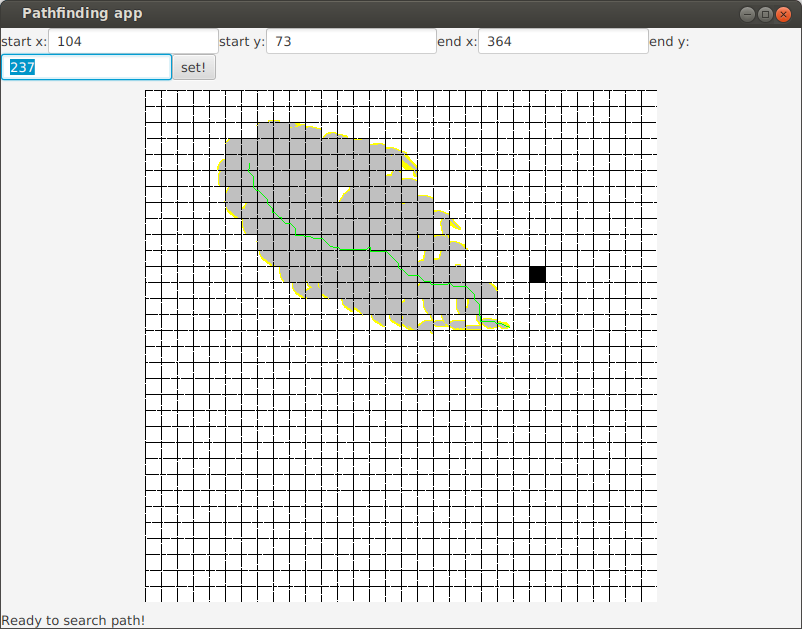 Pathfinding app
start x: 104 start y: 73 end x: 364 end y:
237 set!
Ready to search path!